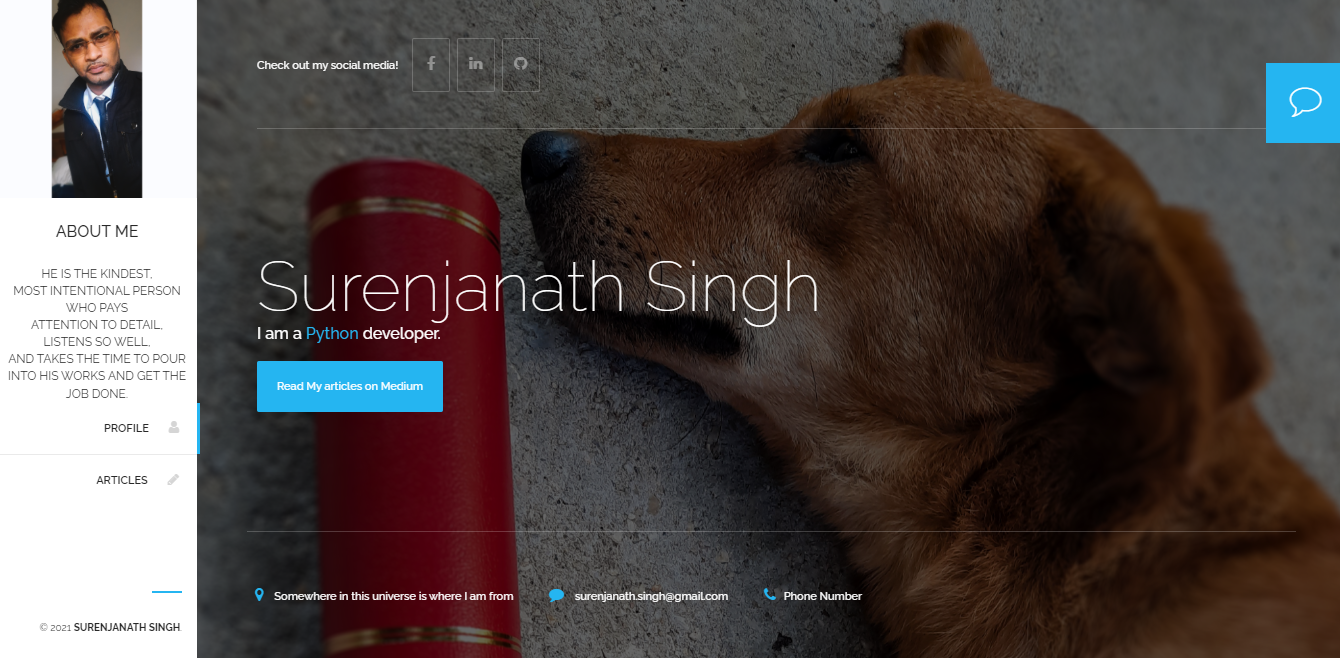 ABOUT ME
HE IS THE KINDEST,
MOST INTENTIONAL PERSON
WHO PAYS
ATTENTION TO DETAIL,
LISTENS SO WELL,
AND TAKES THE TIME TO POUR
INTO HIS WORKS AND GET THE
JOB DONE.
PROFILE
ARTICLES
© 2021 SURENJANATH SINGH.
Check out my social media!
Surenjanath Singh
I am a Python developer.
Read My articles on Medium
Somewhere in this universe is where I am from
surenjanath.singh@gmail.com
Phone Number